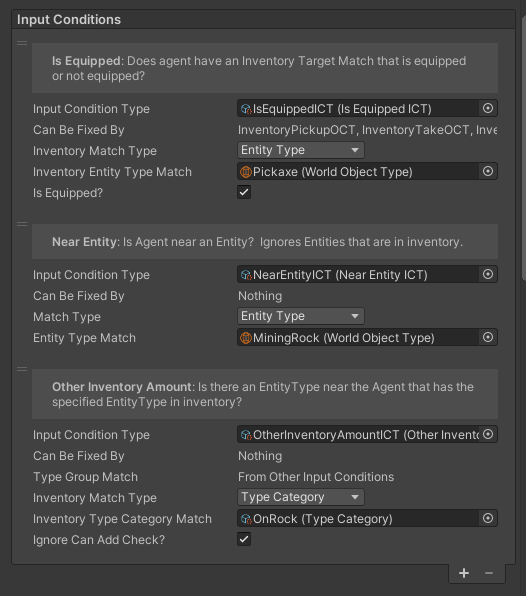 Input Conditions
Is Equipped: Does agent have an Inventory Target Match that is equipped
or not equipped?
Input Condition Type IsEquippedICT (Is Equipped ICT)
Can Be Fixed By InventoryPickupOCT, InventoryTakeOCT, Inve
Inventory Match Type Entity Type
Inventory Entity Type Match Pickaxe (World Object Type)
Is Equipped?
Near Entity: Is Agent near an Entity? Ignores Entities that are in inventory.
Input Condition Type NearEntityICT (Near Entity ICT)
Can Be Fixed By Nothing
Match Type Entity Type
Entity Type Match MiningRock (World Object Type)
Other Inventory Amount: Is there an EntityType near the Agent that has the
specified EntityType in inventory?
Input Condition Type OtherInventoryAmountICT (Other Invento
Can Be Fixed By Nothing
Type Group Match From Other Input Conditions
Inventory Match Type Type Category
Inventory Type Category Match OnRock (Type Category)
Ignore Can Add Check?